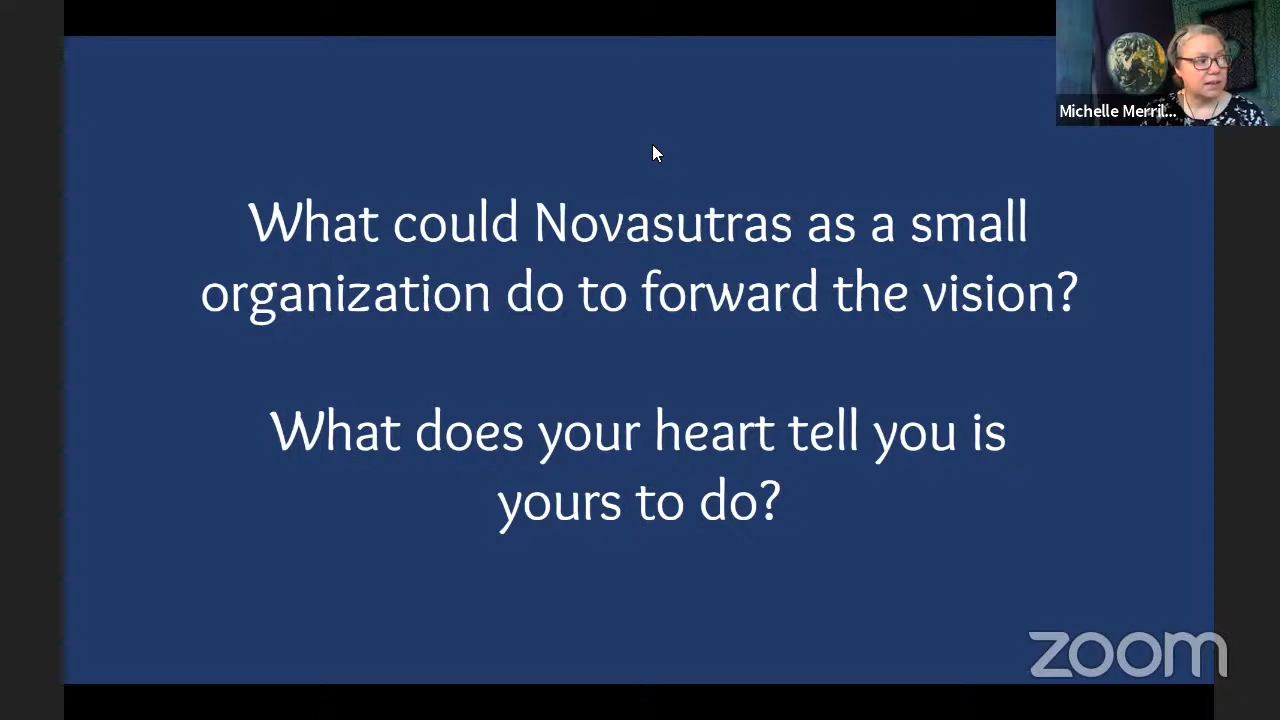 Michelle Merril...
What could Novasutras as a small
organization do to forward the vision?
What does your heart tell you is
yours to do?
zoom